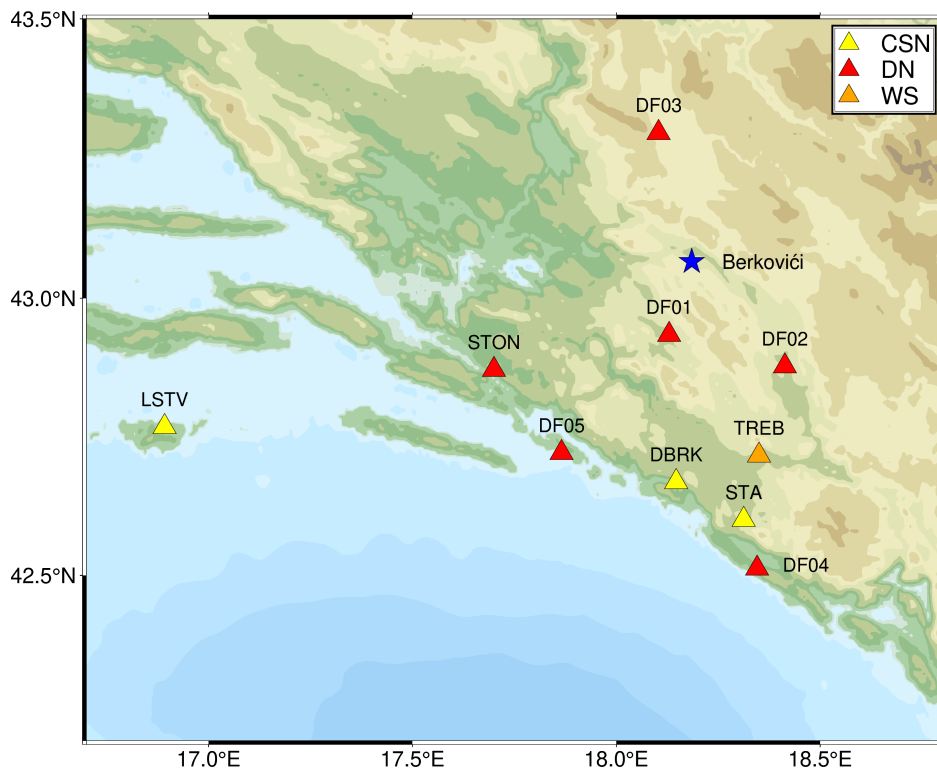 43.5°N
CSN
DN
WS
DF03
Berkovići
43.0°N
DF01
STON
DF02
LSTV
DF05
TREB
DBRK
STA
42.5°N
DF04
17.0°E
17.5°E
18.0°E
18.5°E